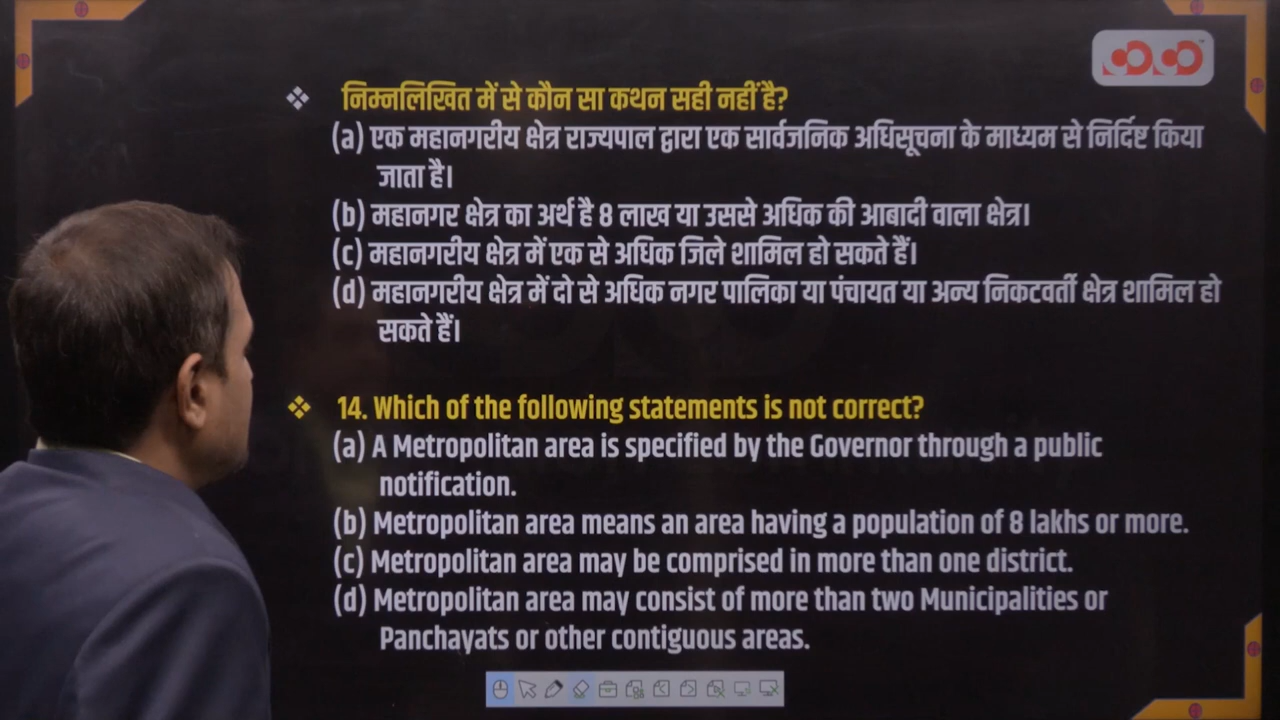 निम्नलिखित में से कौन सा कथन सही नहीं है?
(a) एक महानगरीय क्षेत्र राज्यपाल द्वारा एक सार्वजनिक अधिसूचना के माध्यम से निर्दिष्ट किया
जाता है।
(b) महानगर क्षेत्र का अर्थ है 8 लाख या उससे अधिक की आबादी वाला क्षेत्र।
(c) महानगरीय क्षेत्र में एक से अधिक जिले शामिल हो सकते हैं।
(d) महानगरीय क्षेत्र में दो से अधिक नगर पालिका या पंचायत या अन्य निकटवर्ती क्षेत्र शामिल हो
सकते हैं।
14. Which of the following statements is not correct?
(a) A Metropolitan area is specified by the Governor through a public
notification.
(b) Metropolitan area means an area having a population of 8 lakhs or more.
(c) Metropolitan area may be comprised in more than one district.
(d) Metropolitan area may consist of more than two Municipalities or
Panchayats or other contiguous areas.